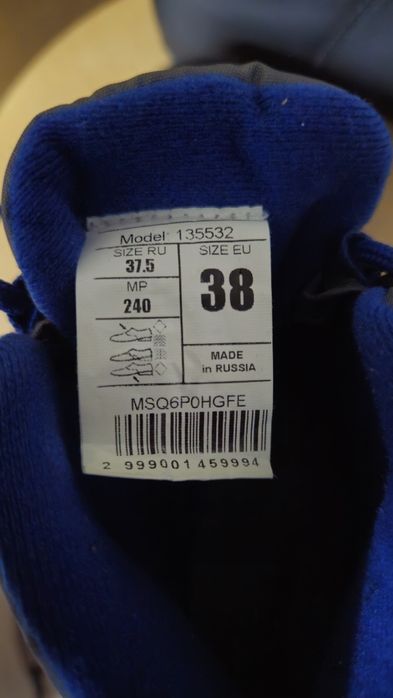 Model 135532
SIZE RU
37.5
SIZE EU
38
MP
240
MADE
in RUSSIA
MSQ6P0HGFE
2 999001 459994